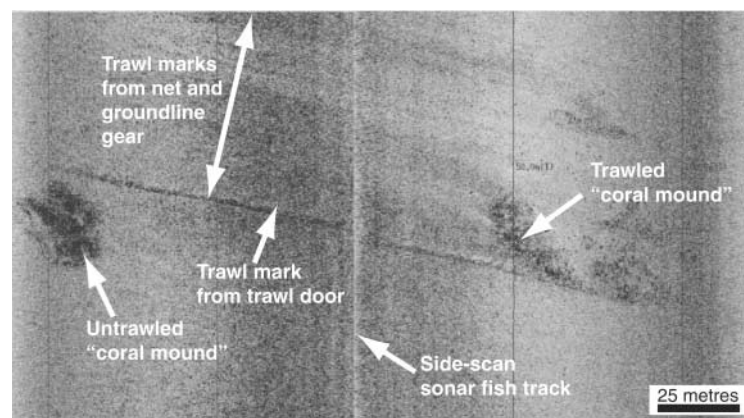 Trawl marks
from net and
groundline
gear
Trawled
“coral mound”
Trawl mark
from trawl door
Untrawled
“coral mound”
Side-scan
sonar fish track
25 metres